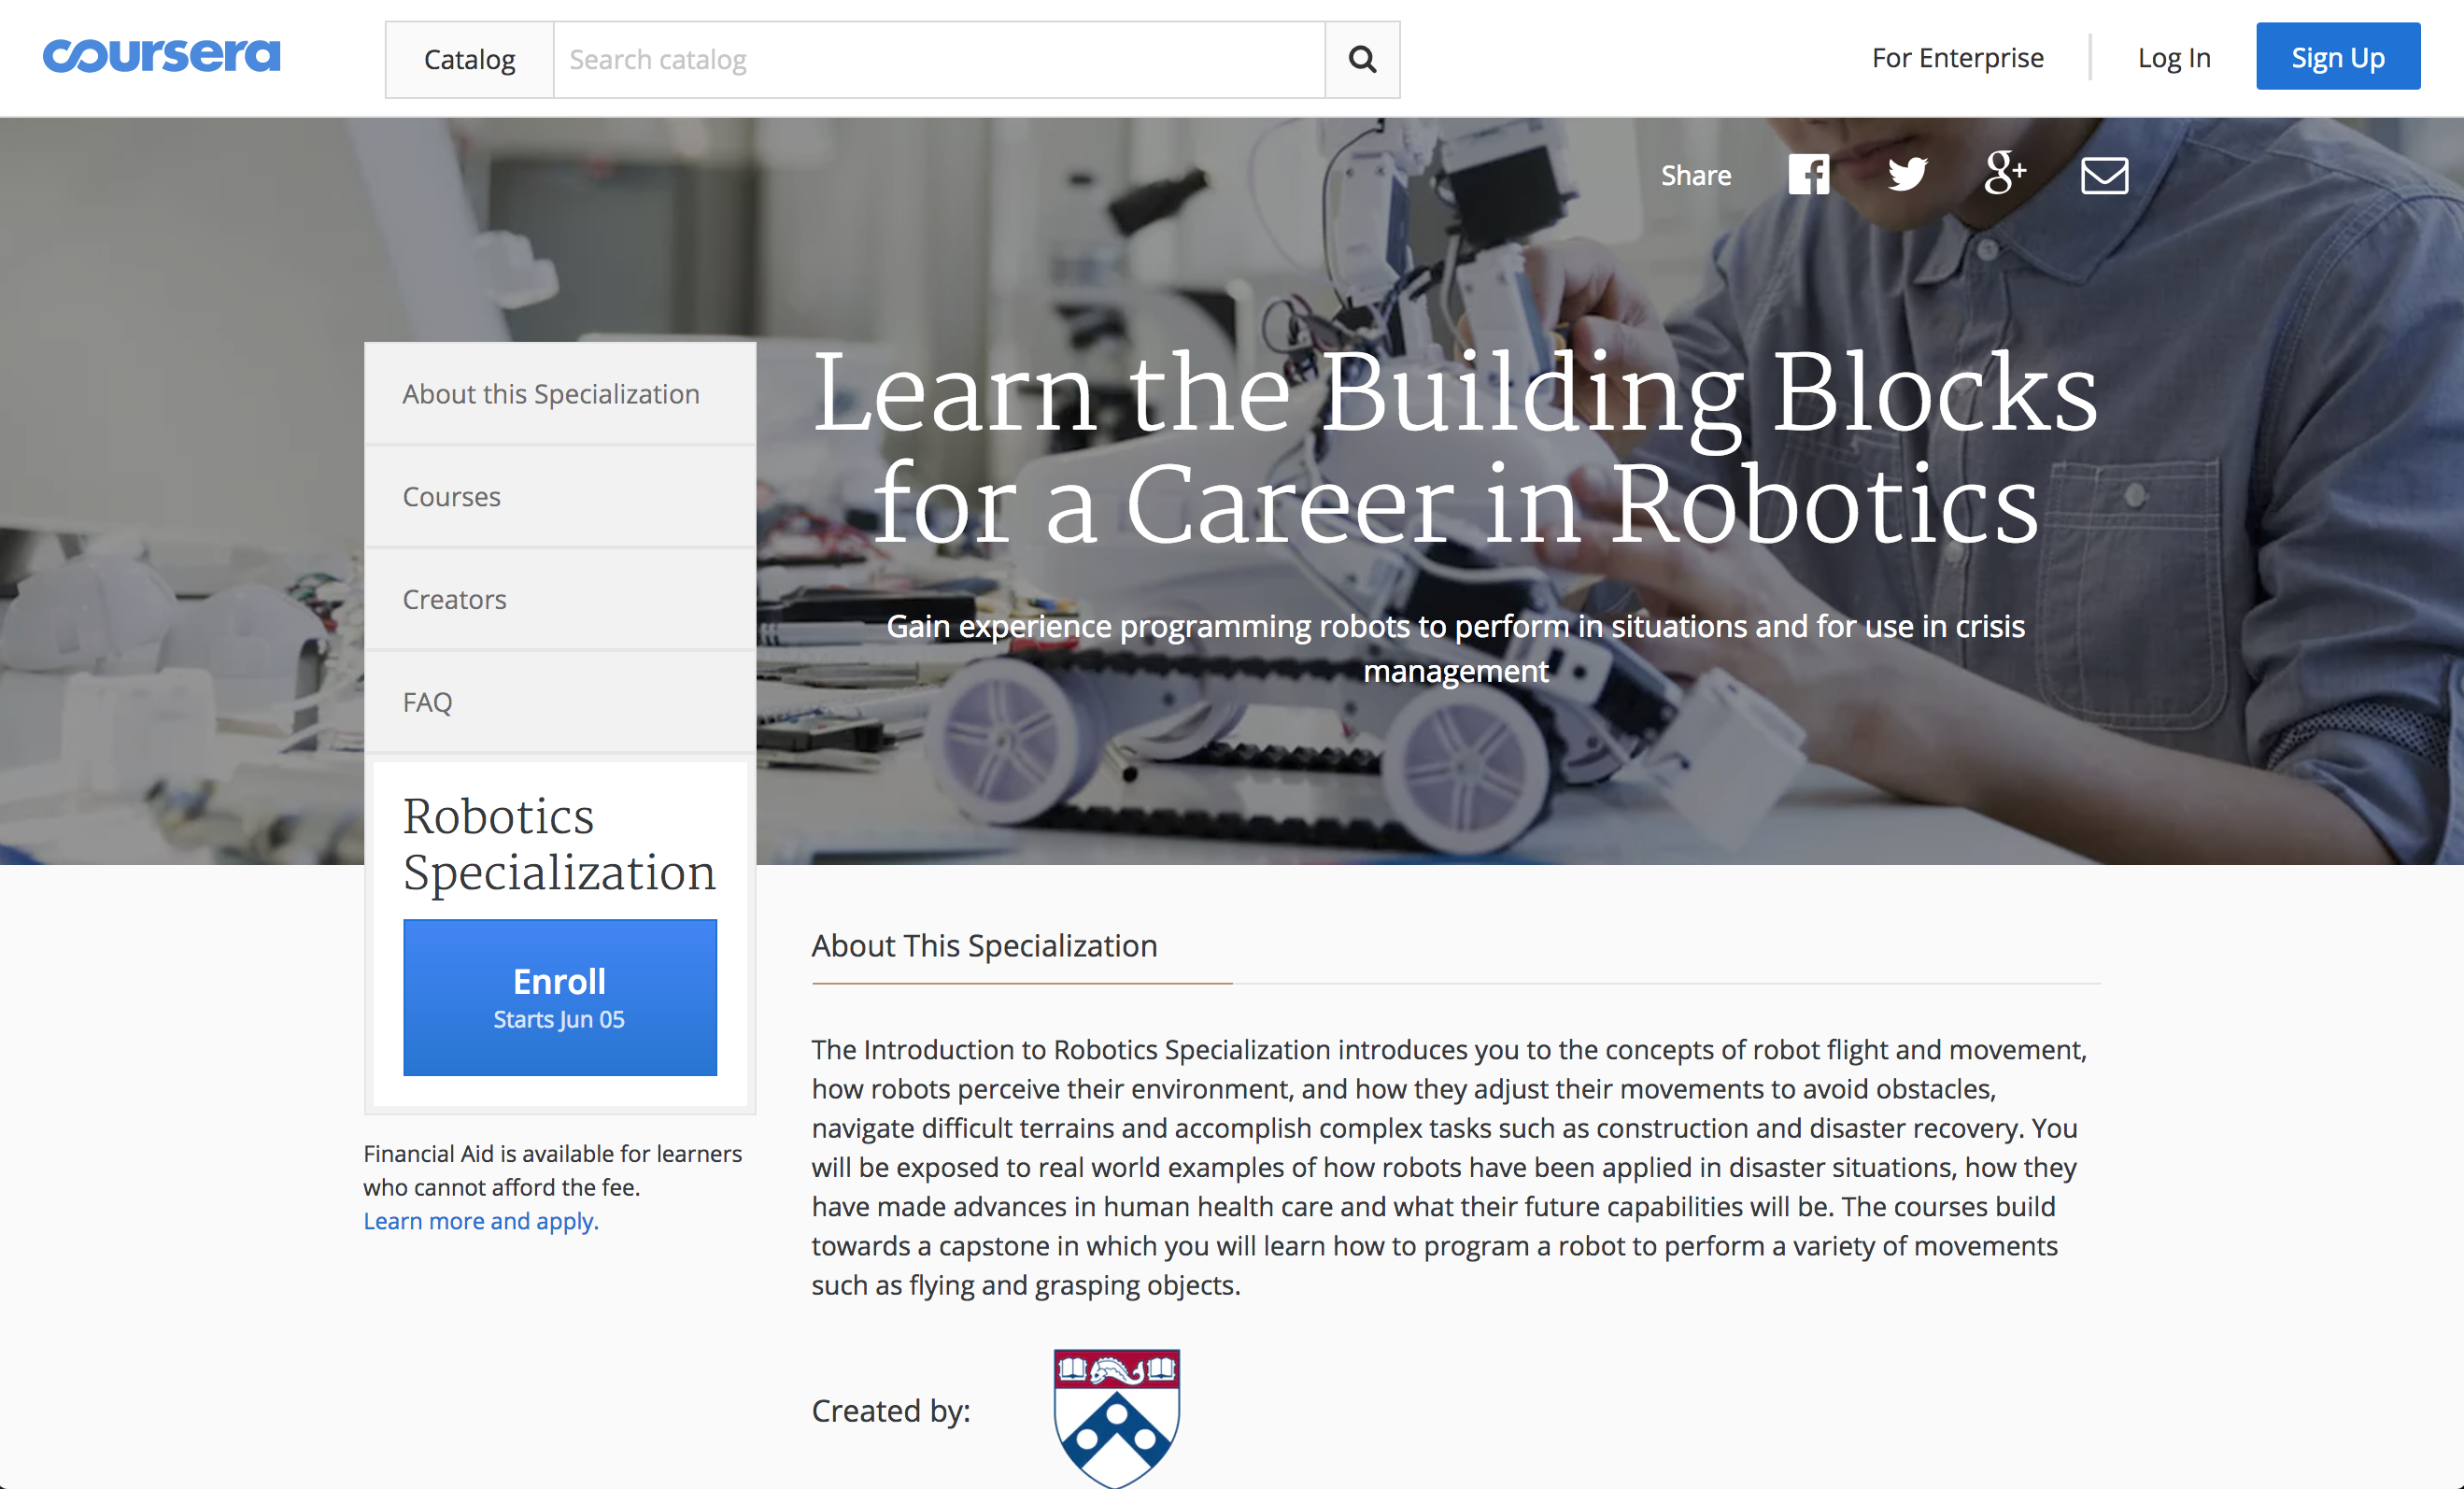 coursera
Catalog
Search catalog
For Enterprise
Log In
Sign Up
Share
g+
About this Specialization
Courses
Creators
FAQ
Learn the Building Blocks
for a Career in Robotics
Gain experience programming robots to perform in situations and for use in crisis
management
Robotics
Specialization
Enroll
Starts Jun 05
Financial Aid is available for learners
who cannot afford the fee.
Learn more and apply.
About This Specialization
The Introduction to Robotics Specialization introduces you to the concepts of robot flight and movement,
how robots perceive their environment, and how they adjust their movements to avoid obstacles,
navigate difficult terrains and accomplish complex tasks such as construction and disaster recovery. You
will be exposed to real world examples of how robots have been applied in disaster situations, how they
have made advances in human health care and what their future capabilities will be. The courses build
towards a capstone in which you will learn how to program a robot to perform a variety of movements
such as flying and grasping objects.
Created by: